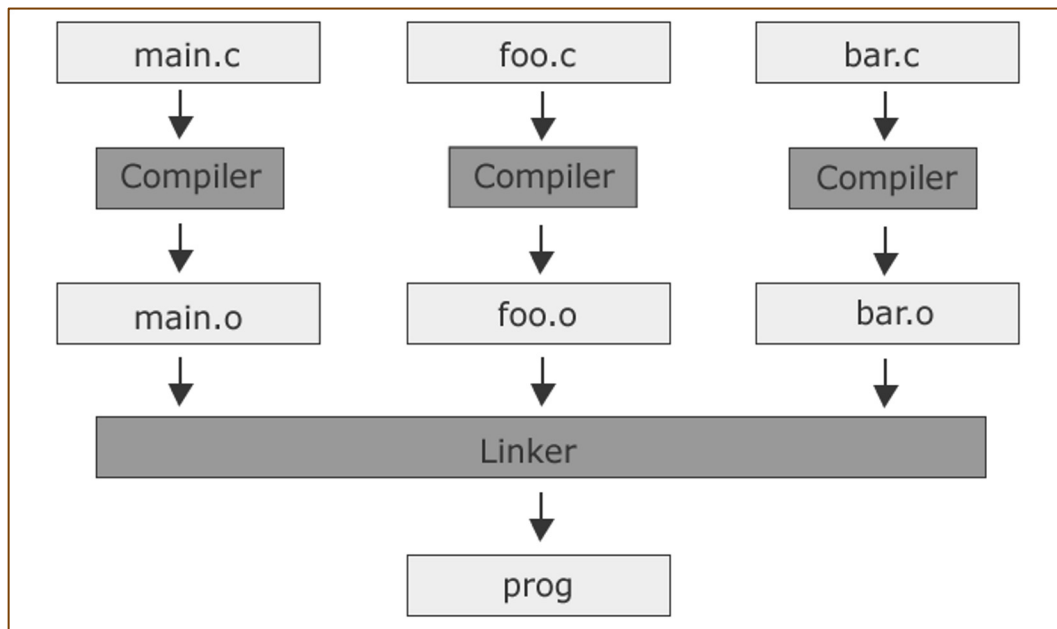 main.c
foo.c
bar.c
Compiler
Compiler
Compiler
main.o
foo.o
bar.o
Linker
prog